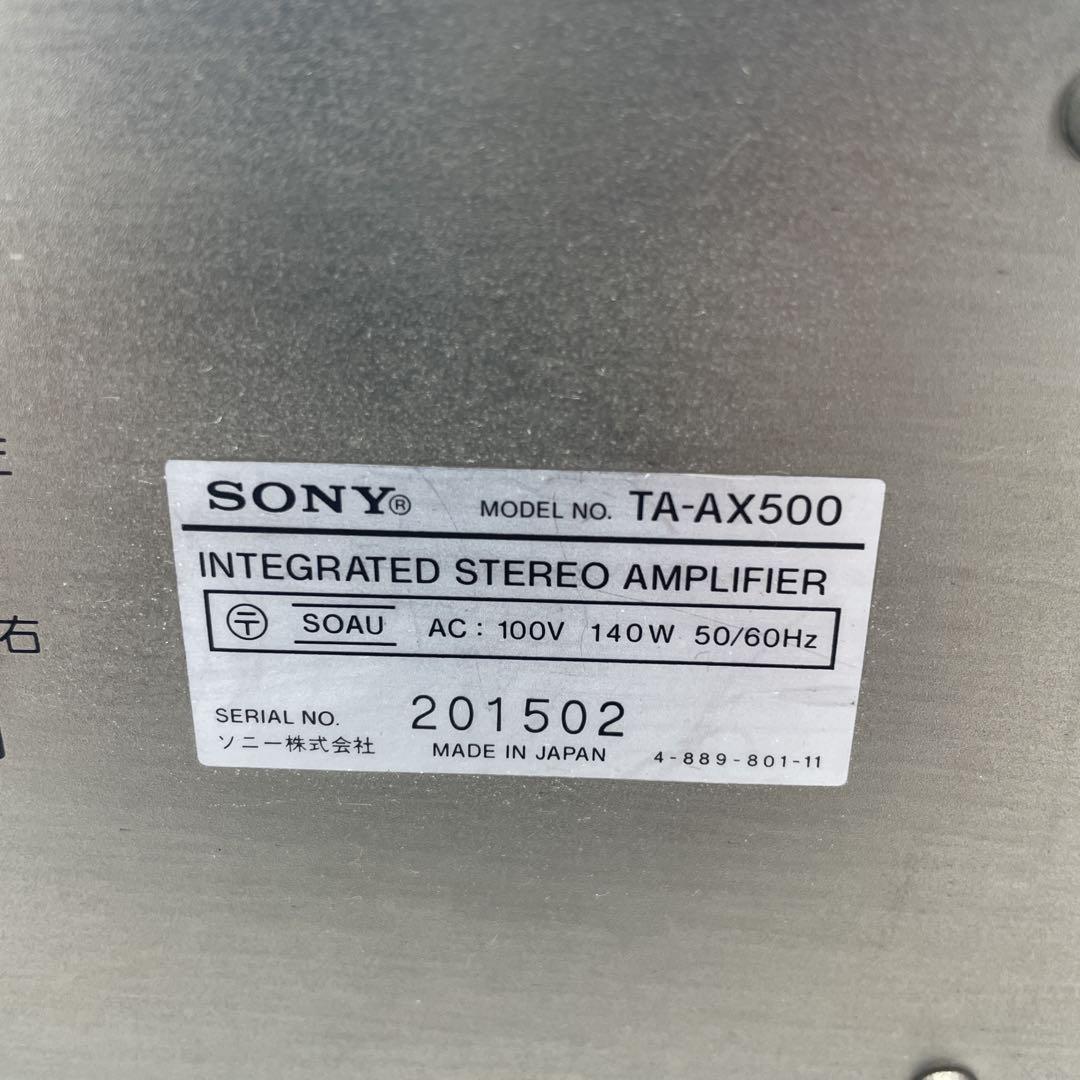 SONY® MODEL NO. TA-AX500
INTEGRATED STEREO AMPLIFIER
〒 SOAU AC: 100V 140W 50/60Hz
右
SERIAL NO. 201502
ソニー株式会社 MADE IN JAPAN 4-889-801-11